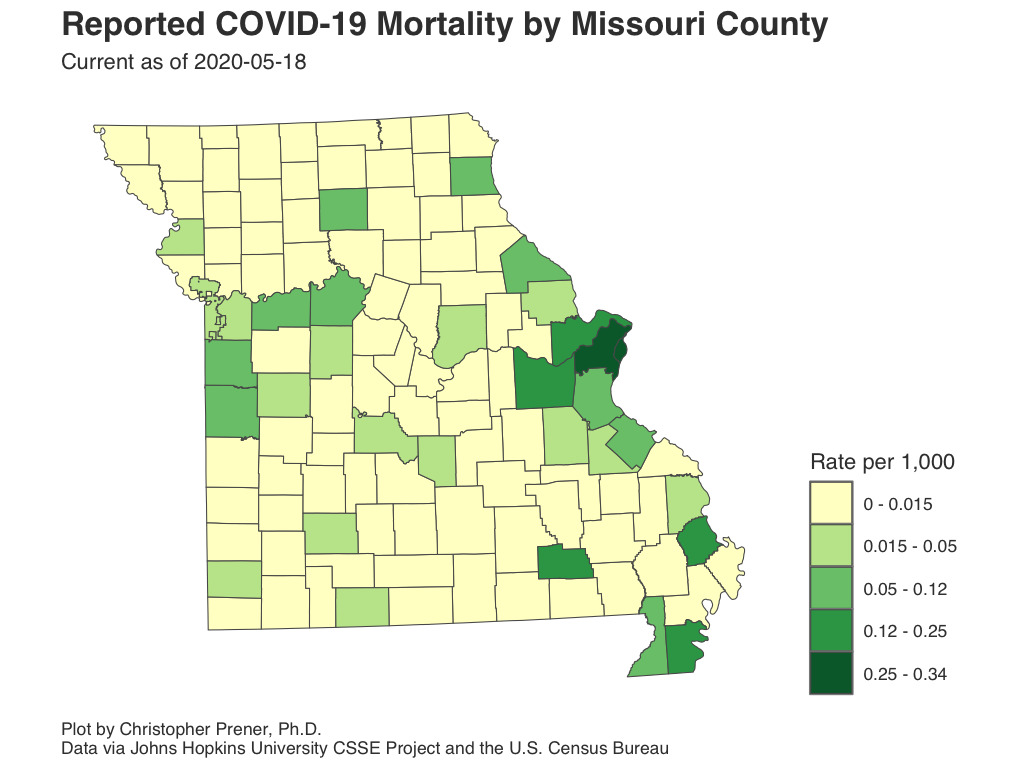 Reported COVID-19 Mortality by Missouri County
Current as of 2020-05-18
Rate per 1,000
0 - 0.015
0.015 - 0.05
0.05 - 0.12
0.12 - 0.25
0.25 - 0.34
Plot by Christopher Prener, Ph.D.
Data via Johns Hopkins University CSSE Project and the U.S. Census Bureau